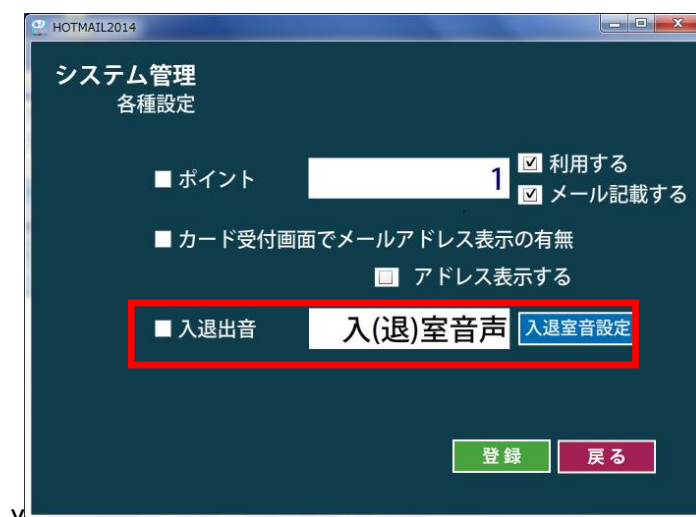 HOTMAIL2014
システム管理
各種設定
■ ポイント 1 利用する
メール記載する
■ カード受付画面でメールアドレス表示の有無
アドレス表示する
■ 入退出音 入(退)室音声 入退室音設定
登録 戻る
y